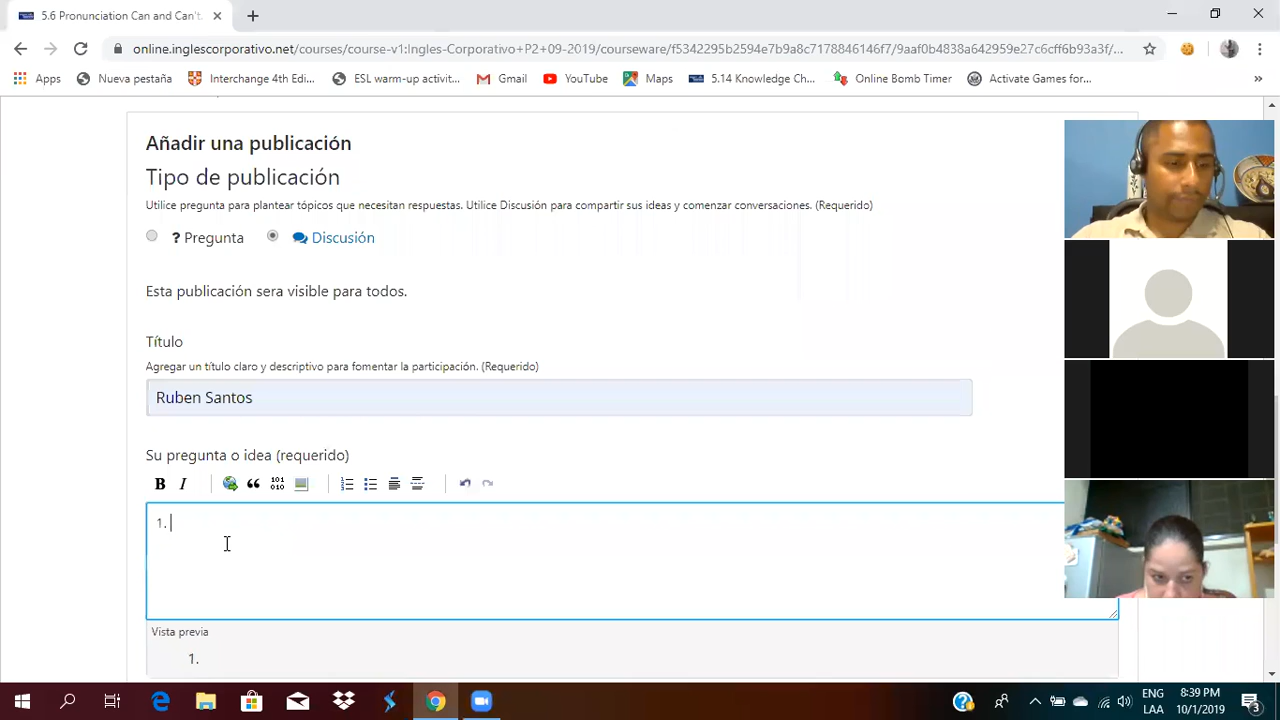 5.6 Pronunciation Can and Can't.
online.inglescorporativo.net/courses/course-v1:Ingles-Corporativo+P2+09-2019/courseware/f5342295b2594e7b9a8c7178846146f7/9aaf0b4838a642959e27c6cff6b93a3f/...
Apps Nueva pestaña Interchange 4th Edi... ESL warm-up activit... Gmail YouTube Maps 5.14 Knowledge Ch... Online Bomb Timer Activate Games for...
Añadir una publicación
Tipo de publicación
Utilice pregunta para plantear tópicos que necesitan respuestas. Utilice Discusión para compartir sus ideas y comenzar conversaciones. (Requerido)
? Pregunta Discusión
Esta publicación sera visible para todos.
Título
Agregar un título claro y descriptivo para fomentar la participación. (Requerido)
Ruben Santos
Su pregunta o idea (requerido)
B I
1.
Vista previa
1.
ENG 8:39 PM
LAA 10/1/2019 3